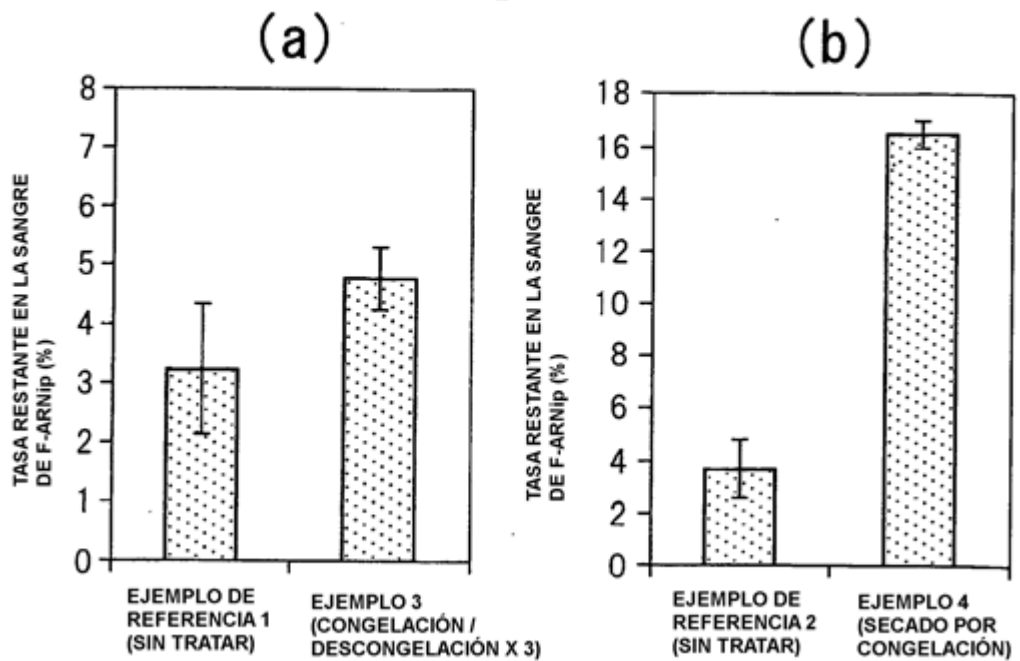 (a)
TASA RESTANTE EN LA SANGRE
DE F-ARNip (%)
8
7
6
5
4
3
2
1
0
EJEMPLO DE
REFERENCIA 1
(SIN TRATAR)
EJEMPLO 3
(CONGELACIÓN /
DESCONGELACIÓN X 3)
(b)
TASA RESTANTE EN LA SANGRE
DE F-ARNip (%)
18
16
14
12
10
8
6
4
2
0
EJEMPLO DE
REFERENCIA 2
(SIN TRATAR)
EJEMPLO 4
(SECADO POR
CONGELACIÓN)